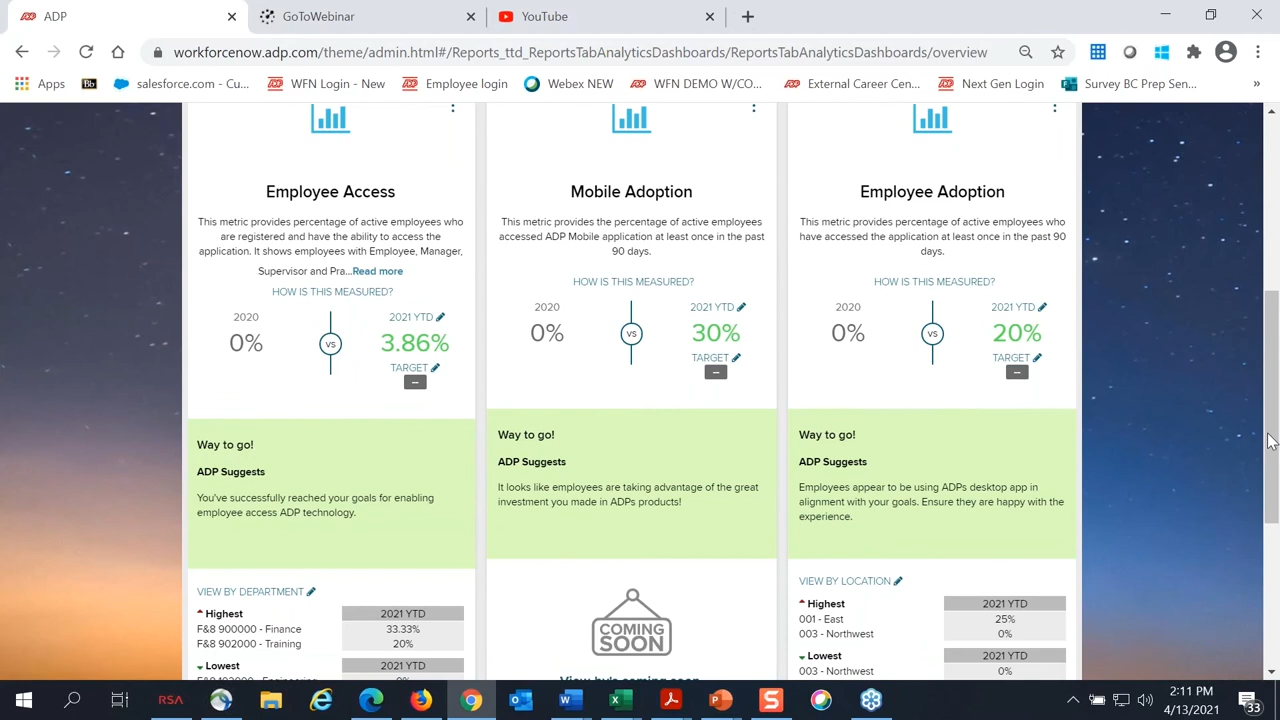 ADP
GoToWebinar
YouTube
workforcenow.adp.com/theme/admin.html#/Reports_ttd_ReportsTabAnalyticsDashboards/ReportsTabAnalyticsDashboards/overview
Apps
Bb
salesforce.com - Cu...
WFN Login - New
Employee login
Webex NEW
WFN DEMO W/CO...
External Career Cen...
Next Gen Login
Survey BC Prep Sen...
»
Employee Access
This metric provides percentage of active employees who
are registered and have the ability to access the
application. It shows employees with Employee, Manager,
Supervisor and Pra...Read more
HOW IS THIS MEASURED?
2020
0%
vs
2021 YTD
3.86%
TARGET
--
Way to go!
ADP Suggests
You've successfully reached your goals for enabling
employee access ADP technology.
VIEW BY DEPARTMENT
Highest 2021 YTD
F&8 900000 - Finance 33.33%
F&8 902000 - Training 20%
Lowest 2021 YTD
Mobile Adoption
This metric provides the percentage of active employees
accessed ADP Mobile application at least once in the past
90 days.
HOW IS THIS MEASURED?
2020
0%
vs
2021 YTD
30%
TARGET
--
Way to go!
ADP Suggests
It looks like employees are taking advantage of the great
investment you made in ADPs products!
COMING
SOON
View by's coming soon
Employee Adoption
This metric provides percentage of active employees who
have accessed the application at least once in the past 90
days.
HOW IS THIS MEASURED?
2020
0%
vs
2021 YTD
20%
TARGET
--
Way to go!
ADP Suggests
Employees appear to be using ADPs desktop app in
alignment with your goals. Ensure they are happy with the
experience.
VIEW BY LOCATION
Highest 2021 YTD
001 - East 25%
003 - Northwest 0%
Lowest 2021 YTD
003 - Northwest 0%
RSA
2:11 PM
4/13/2021
33